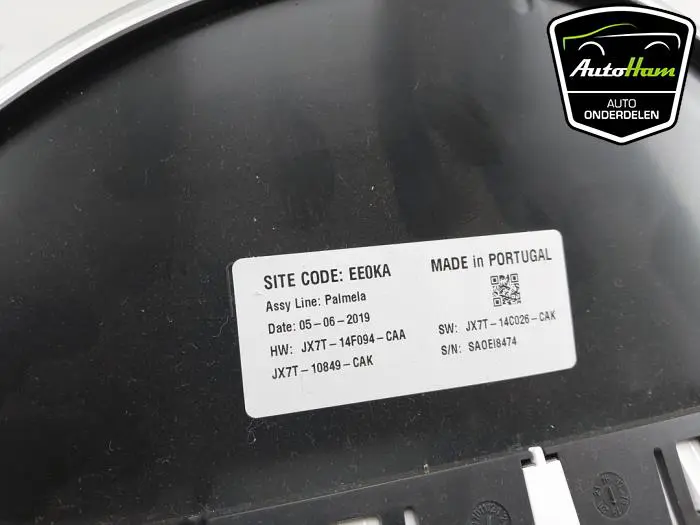 AutoHam
AUTO
ONDERDELEN
SITE CODE: EE0KA
MADE in PORTUGAL
Assy Line: Palmela
Date: 05-06-2019
HW: JX7T-14F094-CAA
SW: JX7T-14C026-CAK
JX7T-10849-CAK
S/N: SA0EI8474